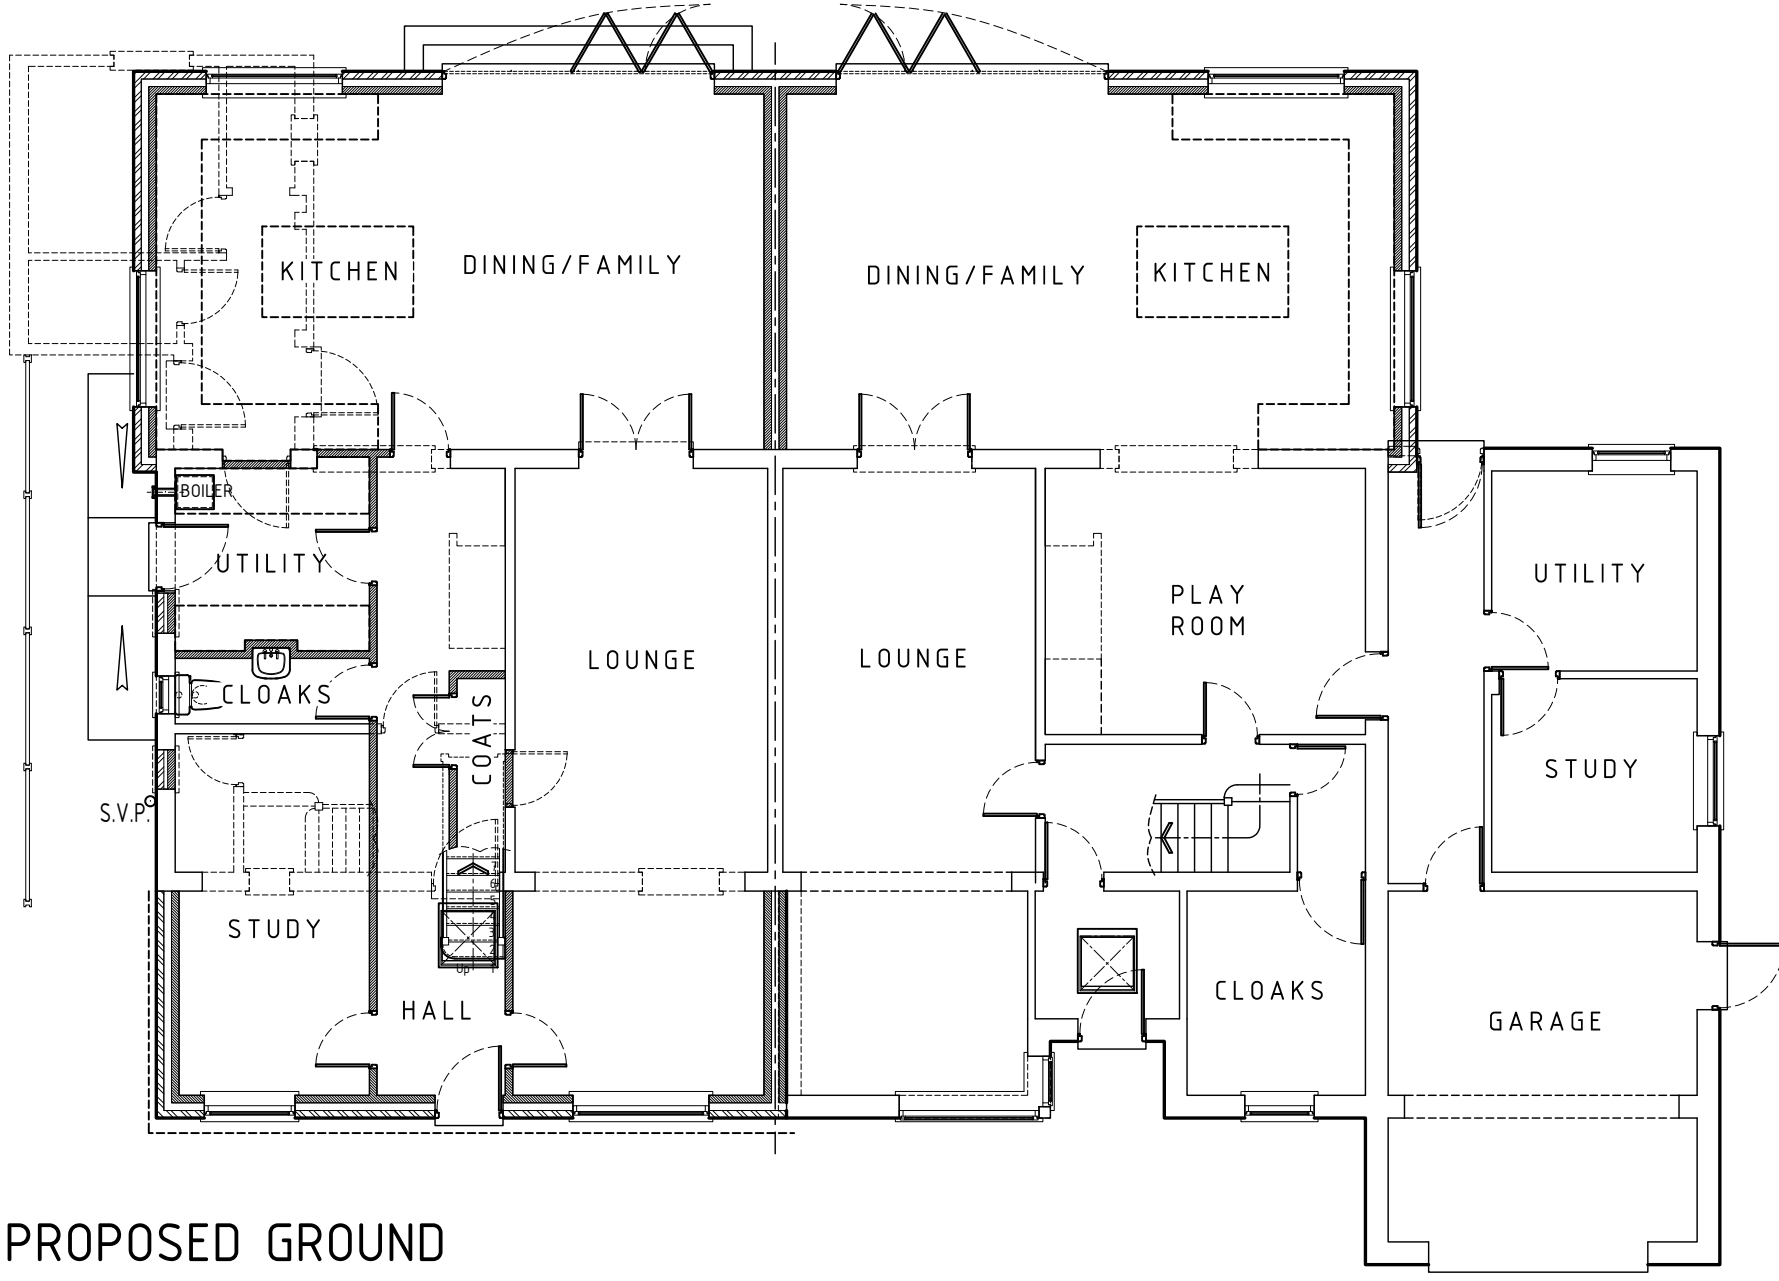 KITCHEN
DINING/FAMILY
DINING/FAMILY
KITCHEN
BOILER
UTILITY
CLOAKS
COATS
LOUNGE
LOUNGE
PLAY
ROOM
UTILITY
STUDY
S.V.P.
STUDY
Up
HALL
CLOAKS
GARAGE
PROPOSED GROUND